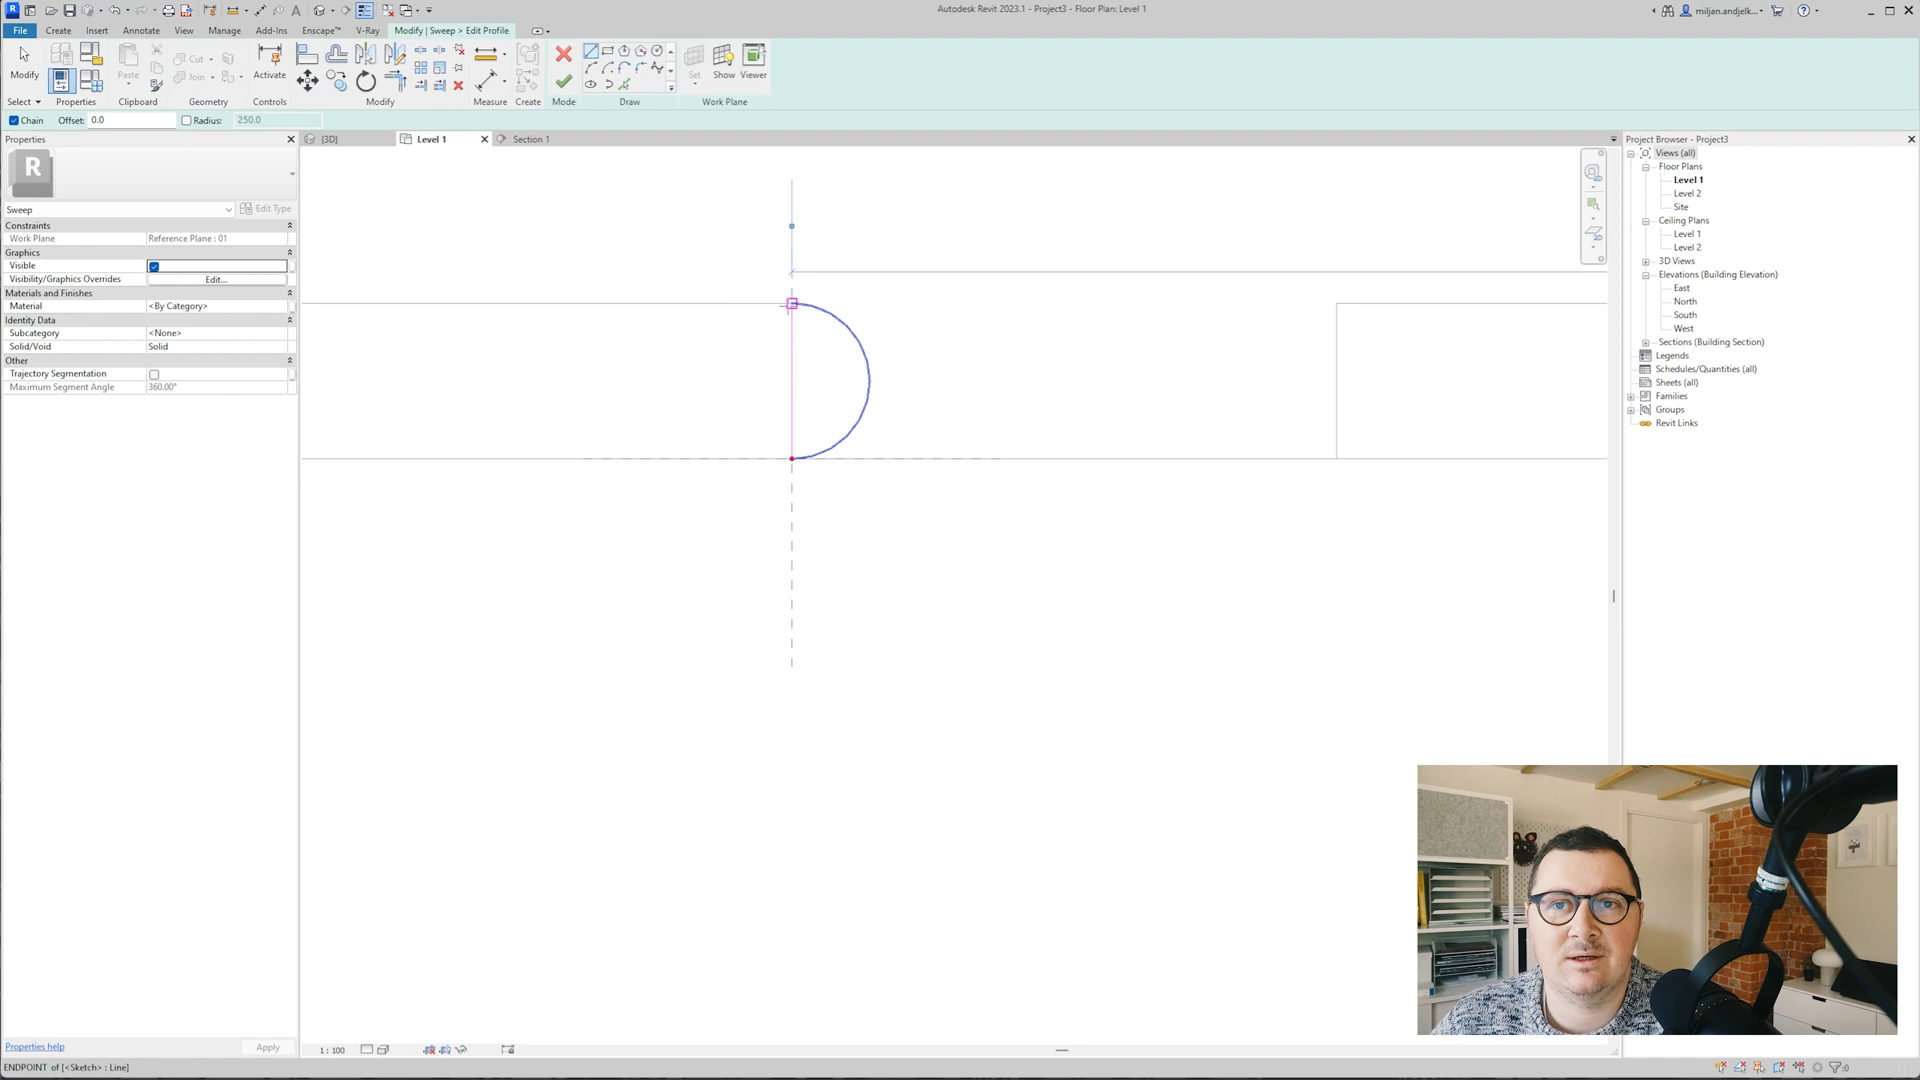 Autodesk Revit 2023.1 - Project3 - Floor Plan: Level 1
miljan.andjelk...
File Create Insert Annotate View Manage Add-Ins Enscape™ V-Ray Modify | Sweep > Edit Profile
Modify Paste Cut Join Activate Set Show Viewer
Select Properties Clipboard Geometry Controls Modify Measure Create Mode Draw Work Plane
Chain Offset: 0.0 Radius: 250.0
Properties
{3D} Level 1 Section 1
R
Sweep Edit Type
Constraints
Work Plane Reference Plane : 01
Graphics
Visible
Visibility/Graphics Overrides Edit...
Materials and Finishes
Material <By Category>
Identity Data
Subcategory <None>
Solid/Void Solid
Other
Trajectory Segmentation
Maximum Segment Angle 360.00°
Properties help Apply
1 : 100
ENDPOINT of [<Sketch> : Line]
Project Browser - Project3
Views (all)
Floor Plans
Level 1
Level 2
Site
Ceiling Plans
Level 1
Level 2
3D Views
Elevations (Building Elevation)
East
North
South
West
Sections (Building Section)
Legends
Schedules/Quantities (all)
Sheets (all)
Families
Groups
Revit Links
2D
2D
:0